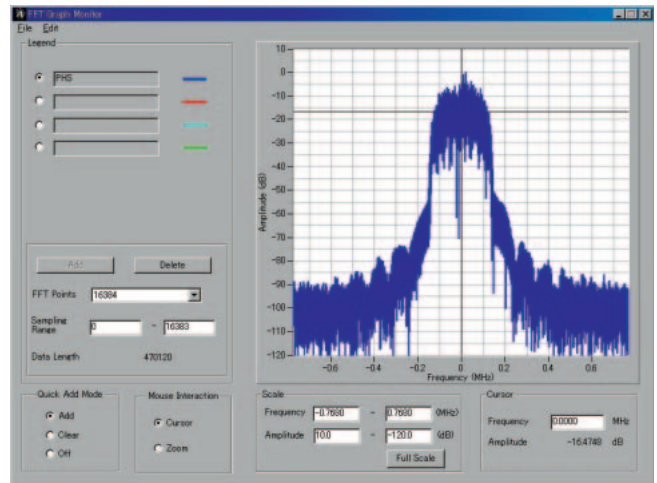 FFT Graph Monitor
File Edit
Legend
PHS
Add Delete
FFT Points 16384
Sampling Range 0 - 16383
Data Length 470120
Quick Add Mode
Add
Clear
Off
Mouse Interaction
Cursor
Zoom
10
0
-10
-20
-30
-40
-50
-60
-70
-80
-90
-100
-110
-120
Amplitude (dB)
-0.6 -0.4 -0.2 0 0.2 0.4 0.6
Frequency (MHz)
Scale
Frequency -0.7680 - 0.7680 (MHz)
Amplitude 10.0 - -120.0 (dB)
Full Scale
Cursor
Frequency 0.0000 MHz
Amplitude -16.4748 dB